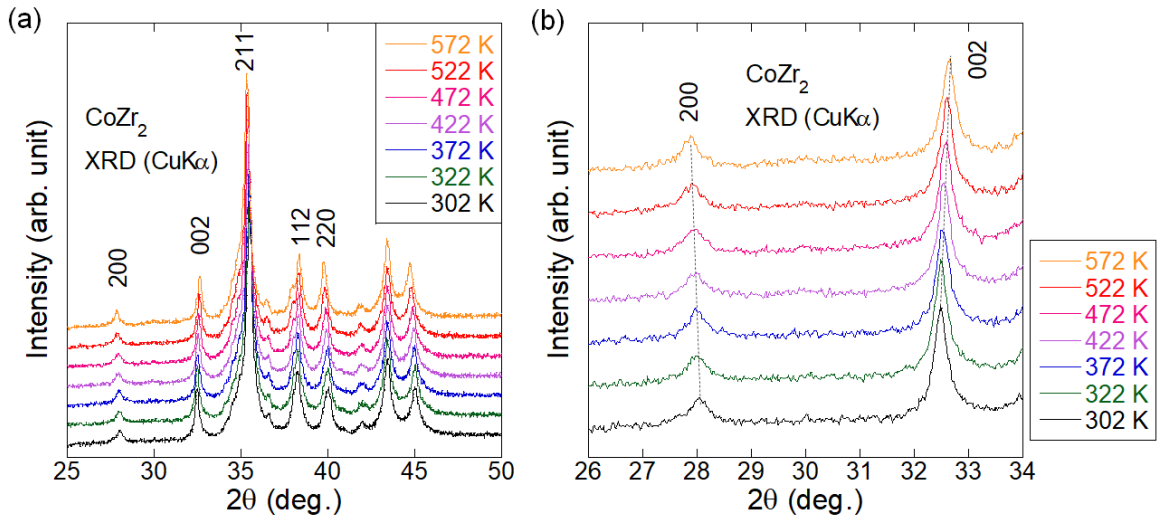 (a)
Intensity (arb. unit)
CoZr₂
XRD (CuKα)
200
002
211
112
220
572 K
522 K
472 K
422 K
372 K
322 K
302 K
25 30 35 40 45 50
2θ (deg.)
(b)
Intensity (arb. unit)
CoZr₂
XRD (CuKα)
200
002
572 K
522 K
472 K
422 K
372 K
322 K
302 K
26 27 28 29 30 31 32 33 34
2θ (deg.)